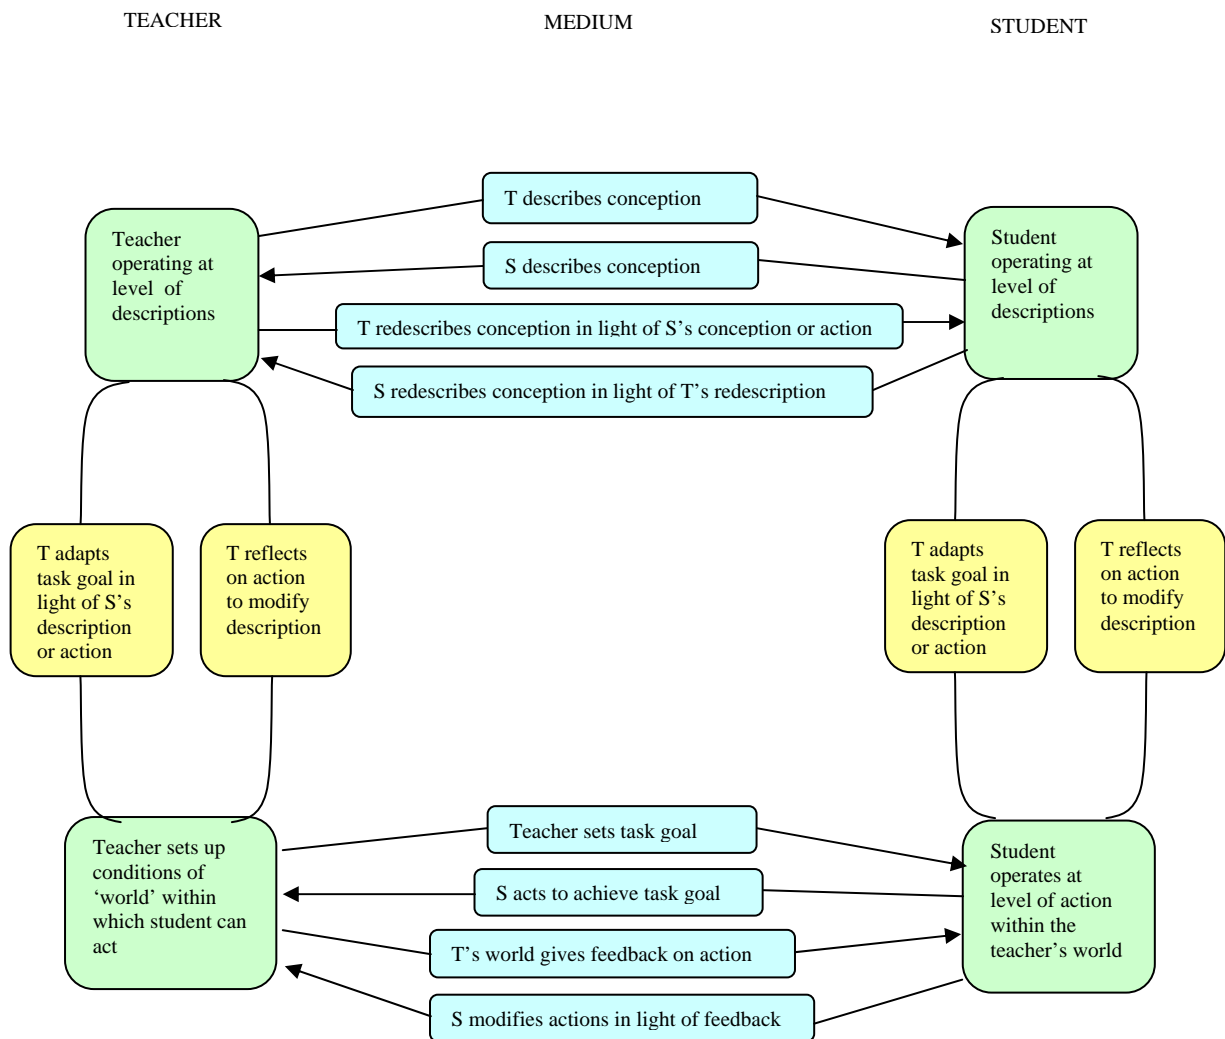 TEACHER
MEDIUM
STUDENT
T describes conception
Teacher
operating at
level of
descriptions
S describes conception
Student
operating at
level of
descriptions
T redescribes conception in light of S’s conception or action
S redescribes conception in light of T’s redescription
T adapts
task goal in
light of S’s
description
or action
T reflects
on action
to modify
description
T adapts
task goal in
light of S’s
description
or action
T reflects
on action
to modify
description
Teacher sets task goal
Teacher sets up
conditions of
‘world’ within
which student can
act
S acts to achieve task goal
T’s world gives feedback on action
S modifies actions in light of feedback
Student
operates at
level of action
within the
teacher’s world